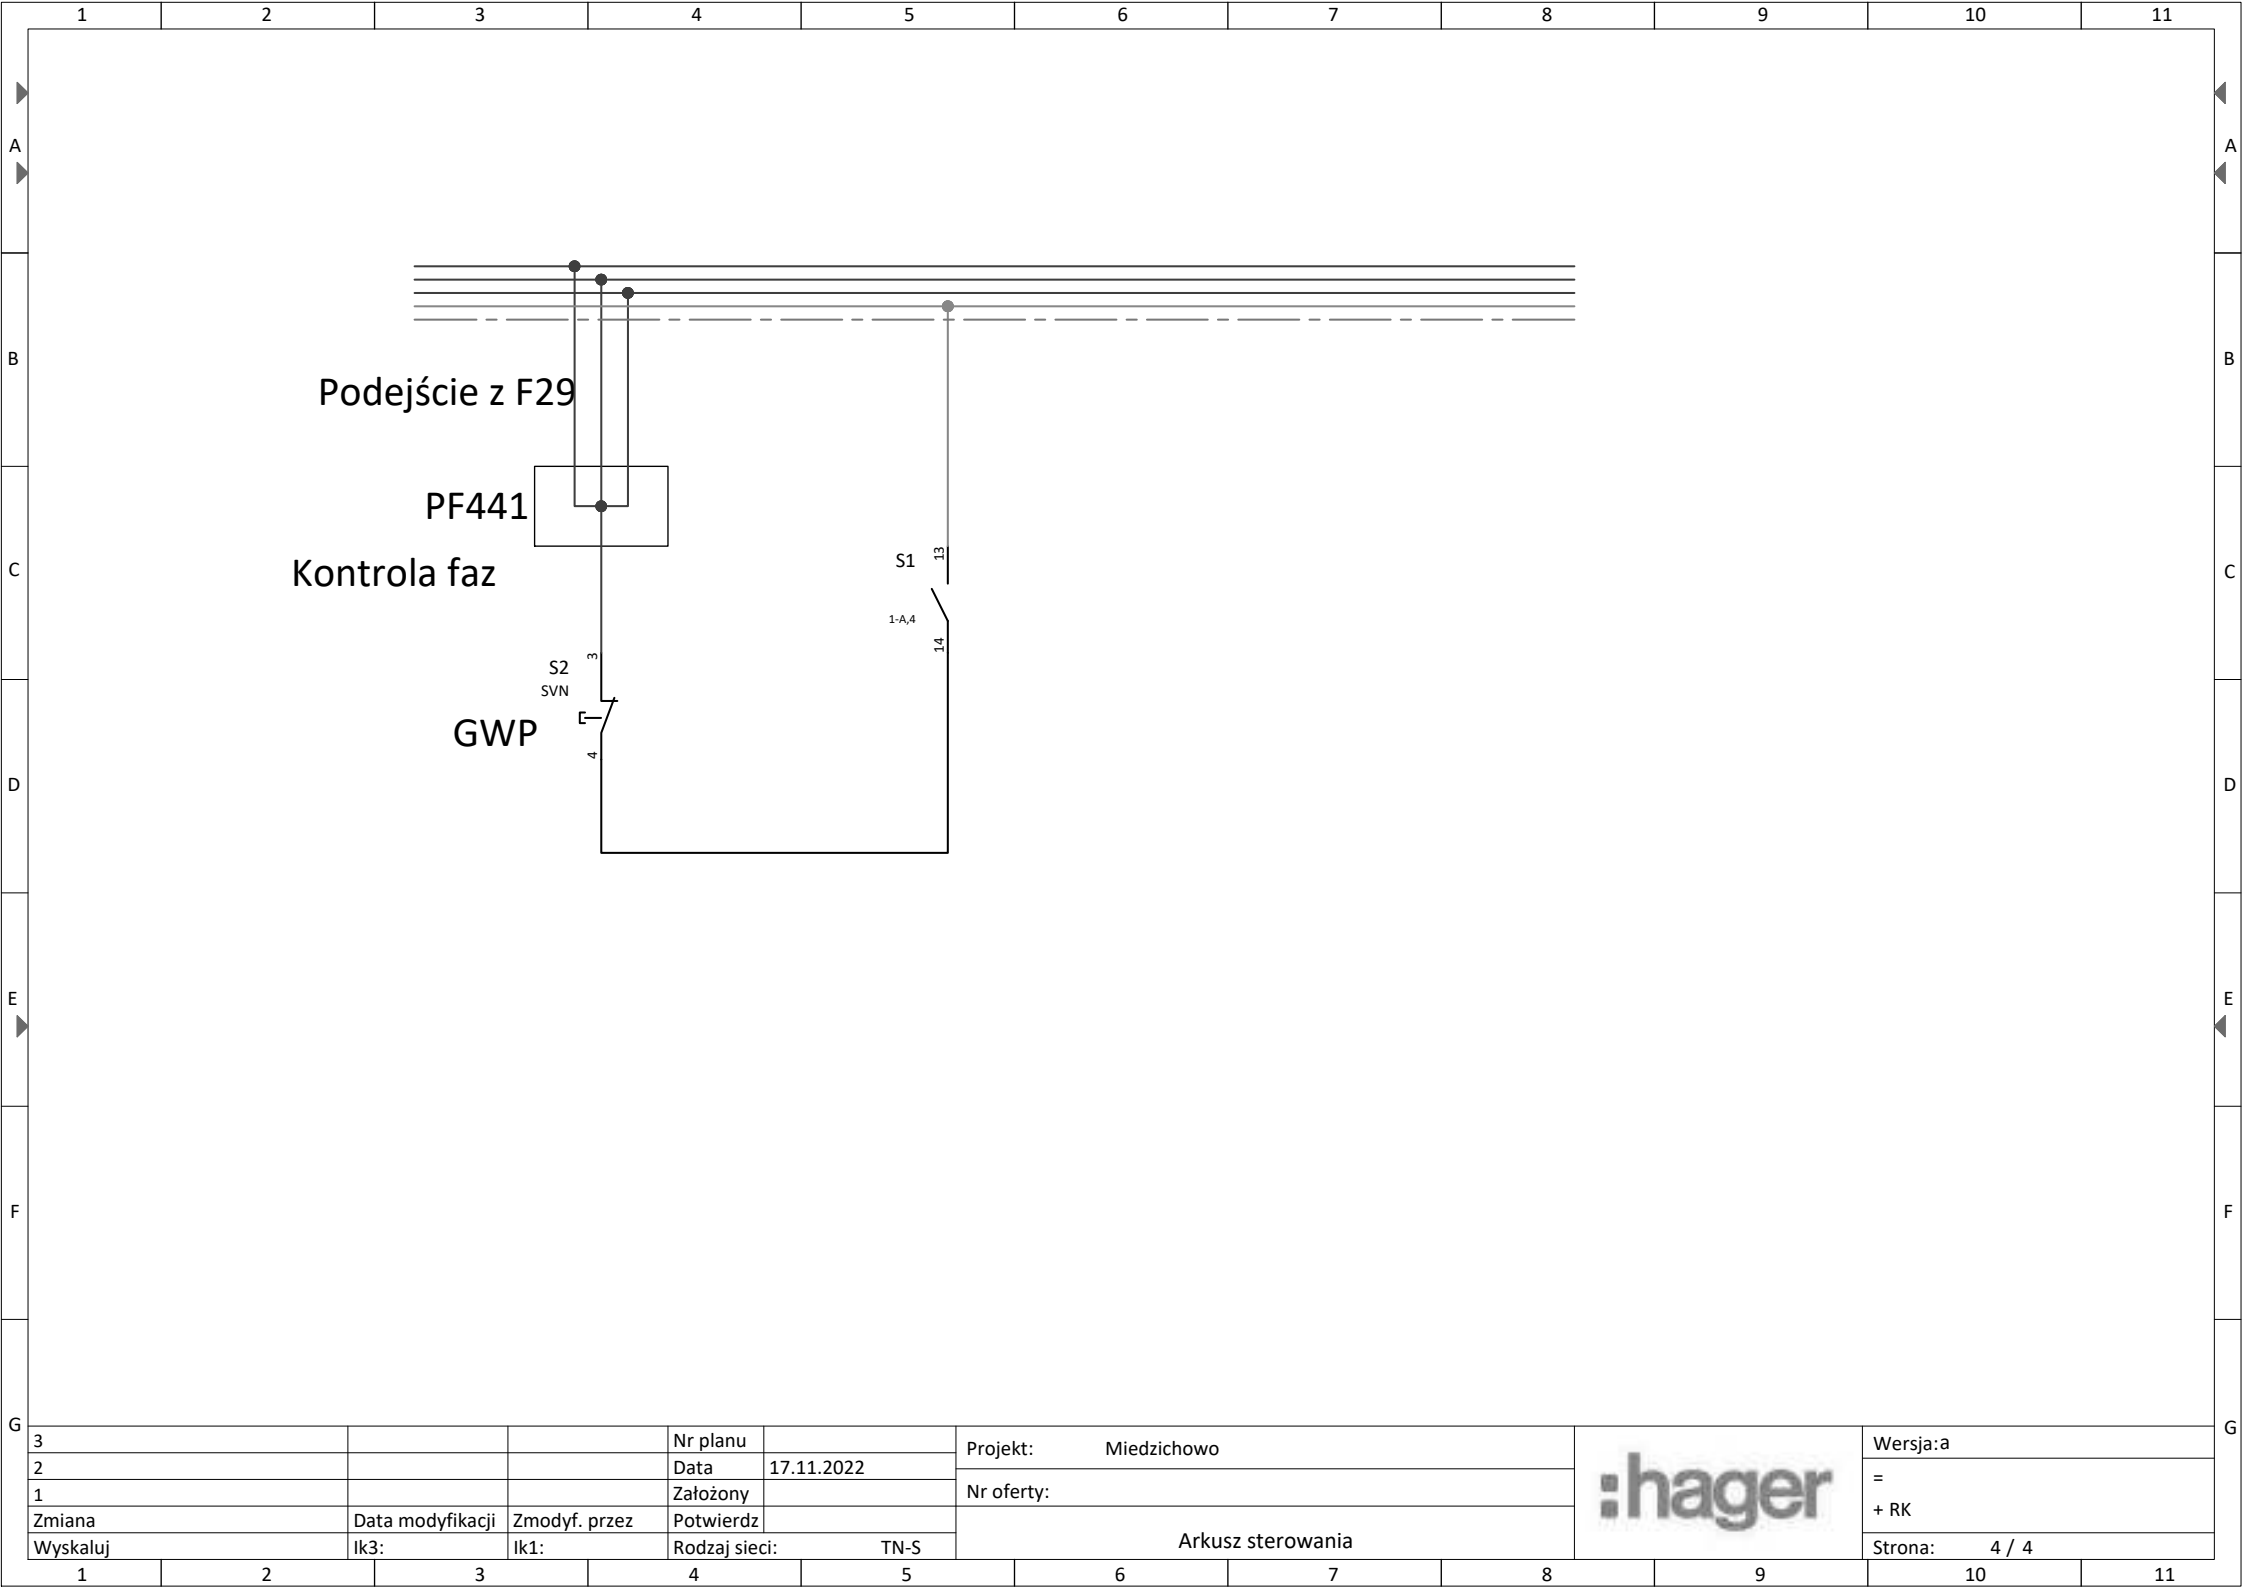 1 2 3 4 5 6 7 8 9 10 11
A A
B B
Podejście z F29
PF441
S1 13
C C
Kontrola faz
1-A,4
14
S2 3
SVN
GWP
4
D D
E E
F F
G G
3 Nr planu Projekt: Miedzichowo Wersja:a
2 Data 17.11.2022
1 Założony Nr oferty: =
:hager
+ RK
Zmiana Data modyfikacji Zmodyf. przez Potwierdz
Arkusz sterowania
Wyskaluj Ik3: Ik1: Rodzaj sieci: TN-S Strona: 4 / 4
1 2 3 4 5 6 7 8 9 10 11